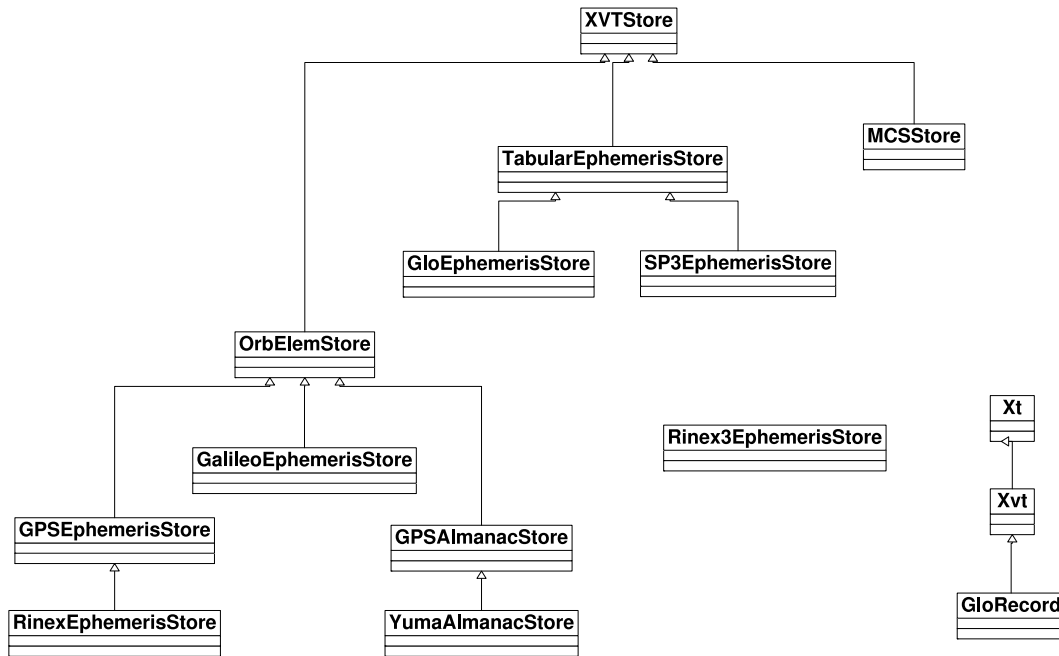 XVTStore
MCSStore
TabularEphemerisStore
GloEphemerisStore
SP3EphemerisStore
OrbElemStore
Xt
Rinex3EphemerisStore
GalileoEphemerisStore
Xvt
GPSEphemerisStore
GPSAlmanacStore
GloRecord
RinexEphemerisStore
YumaAlmanacStore